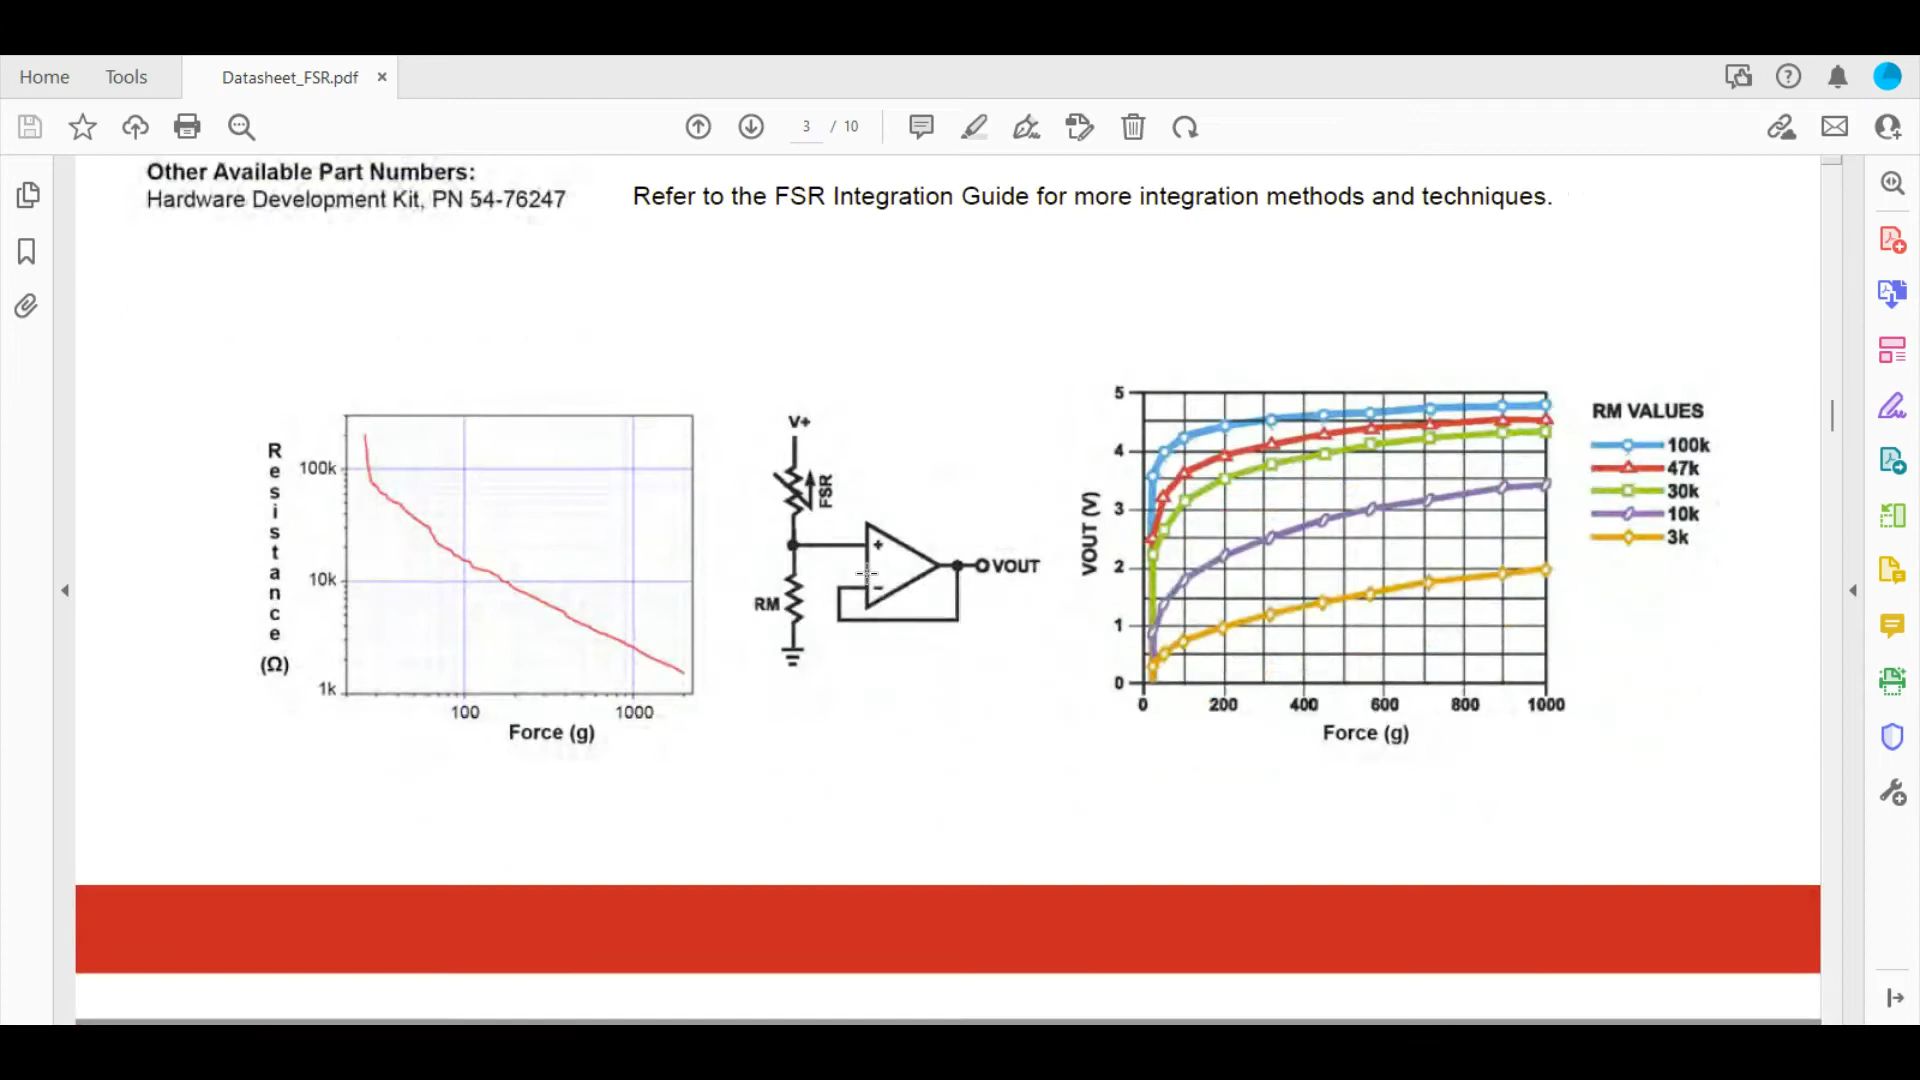 Home
Tools
Datasheet_FSR.pdf
3 / 10
Other Available Part Numbers:
Hardware Development Kit, PN 54-76247
Refer to the FSR Integration Guide for more integration methods and techniques.
Resistance (Ω)
100k
10k
1k
100
1000
Force (g)
V+
FSR
+
−
RM
VOUT
VOUT (V)
5
4
3
2
1
0
0
200
400
600
800
1000
Force (g)
RM VALUES
100k
47k
30k
10k
3k